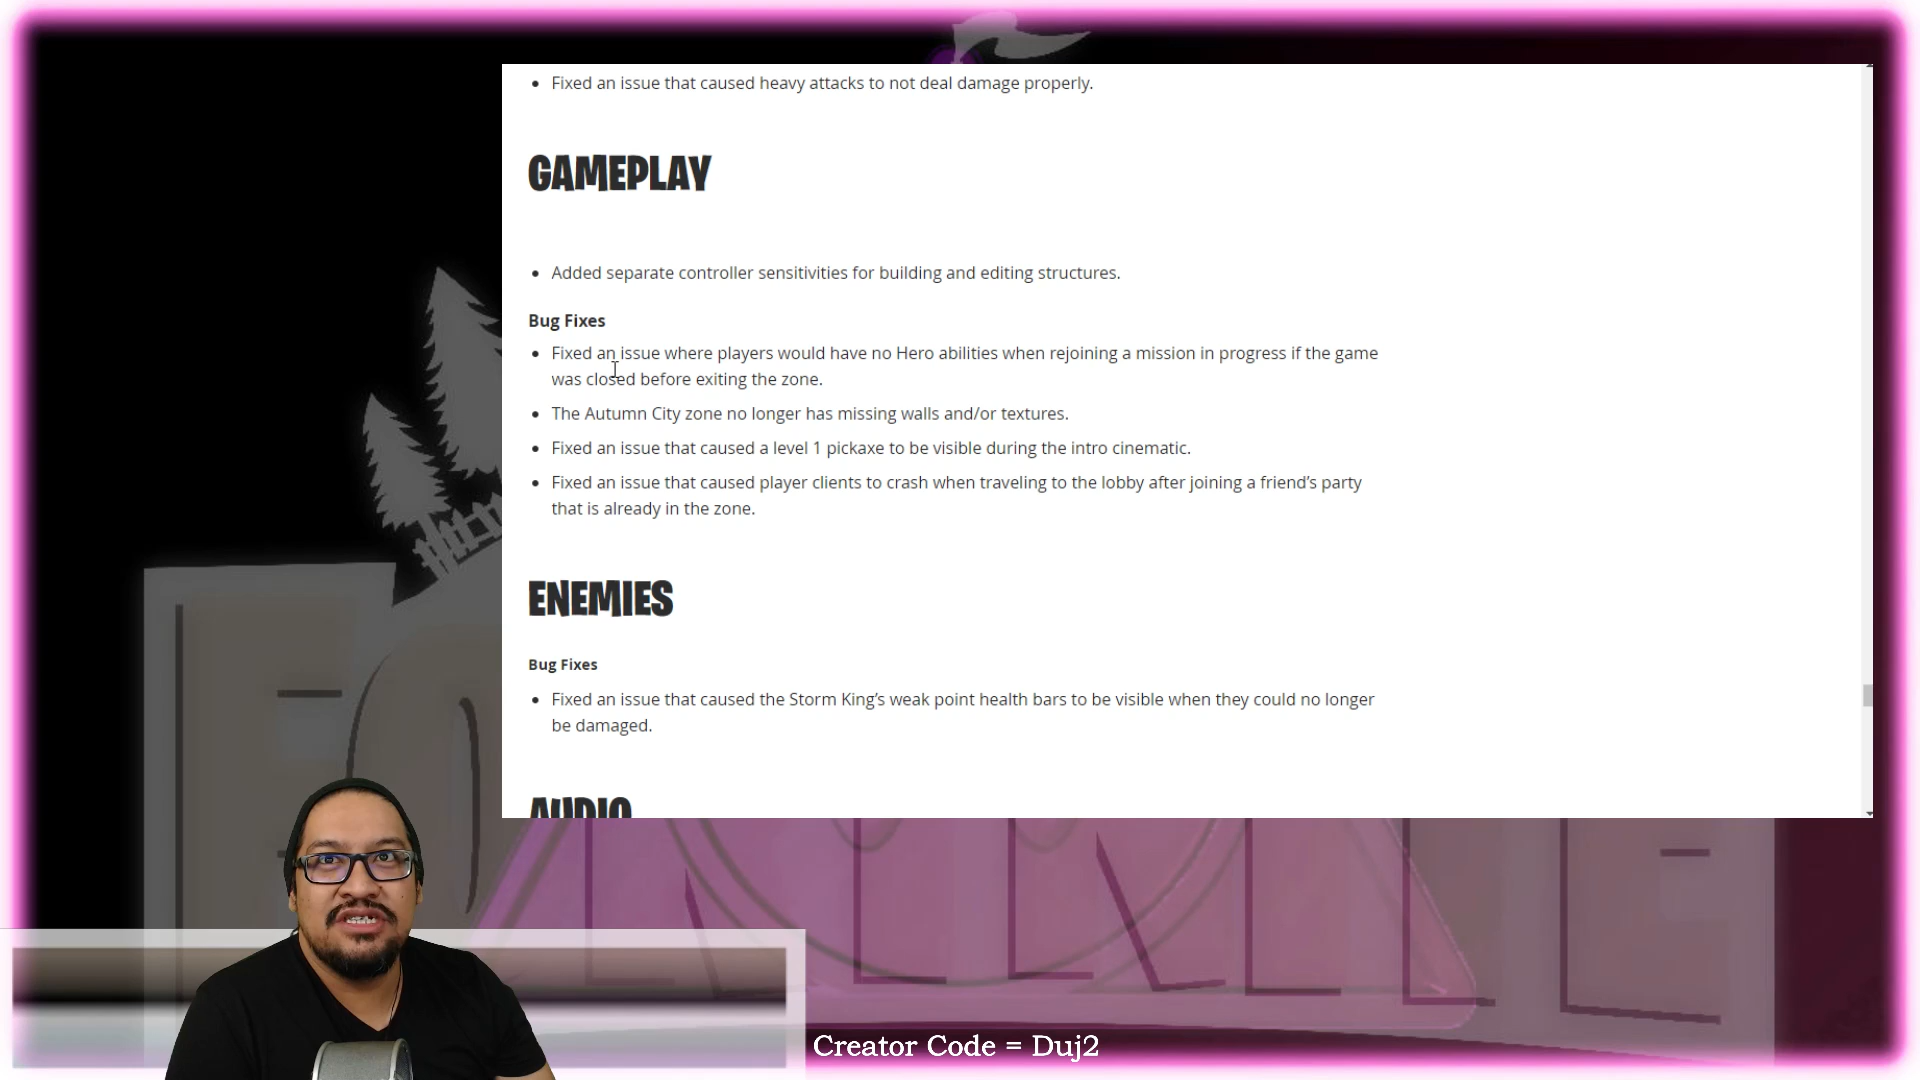 Fixed an issue that caused heavy attacks to not deal damage properly.
GAMEPLAY
Added separate controller sensitivities for building and editing structures.
Bug Fixes
Fixed an issue where players would have no Hero abilities when rejoining a mission in progress if the game
was closed before exiting the zone.
The Autumn City zone no longer has missing walls and/or textures.
Fixed an issue that caused a level 1 pickaxe to be visible during the intro cinematic.
Fixed an issue that caused player clients to crash when traveling to the lobby after joining a friend’s party
that is already in the zone.
ENEMIES
Bug Fixes
Fixed an issue that caused the Storm King’s weak point health bars to be visible when they could no longer
be damaged.
AUDIO
Creator Code = Duj2